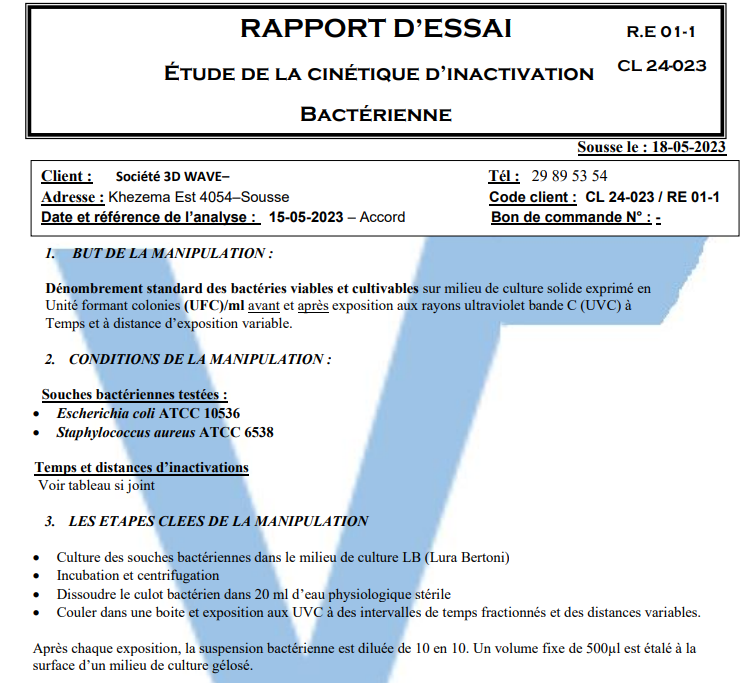 RAPPORT D'ESSAI
R.E 01-1
ÉTUDE DE LA CINÉTIQUE D'INACTIVATION
CL 24-023
BACTÉRIENNE
Sousse le : 18-05-2023
Client : Société 3D WAVE–
Tél : 29 89 53 54
Adresse : Khezema Est 4054–Sousse
Code client : CL 24-023 / RE 01-1
Date et référence de l'analyse : 15-05-2023 – Accord
Bon de commande N° : -
1. BUT DE LA MANIPULATION :
Dénombrement standard des bactéries viables et cultivables sur milieu de culture solide exprimé en
Unité formant colonies (UFC)/ml avant et après exposition aux rayons ultraviolet bande C (UVC) à
Temps et à distance d'exposition variable.
2. CONDITIONS DE LA MANIPULATION :
Souches bactériennes testées :
• Escherichia coli ATCC 10536
• Staphylococcus aureus ATCC 6538
Temps et distances d'inactivations
Voir tableau si joint
3. LES ETAPES CLEES DE LA MANIPULATION
• Culture des souches bactériennes dans le milieu de culture LB (Lura Bertoni)
• Incubation et centrifugation
• Dissoudre le culot bactérien dans 20 ml d'eau physiologique stérile
• Couler dans une boite et exposition aux UVC à des intervalles de temps fractionnés et des distances variables.
Après chaque exposition, la suspension bactérienne est diluée de 10 en 10. Un volume fixe de 500µl est étalé à la
surface d'un milieu de culture gélosé.